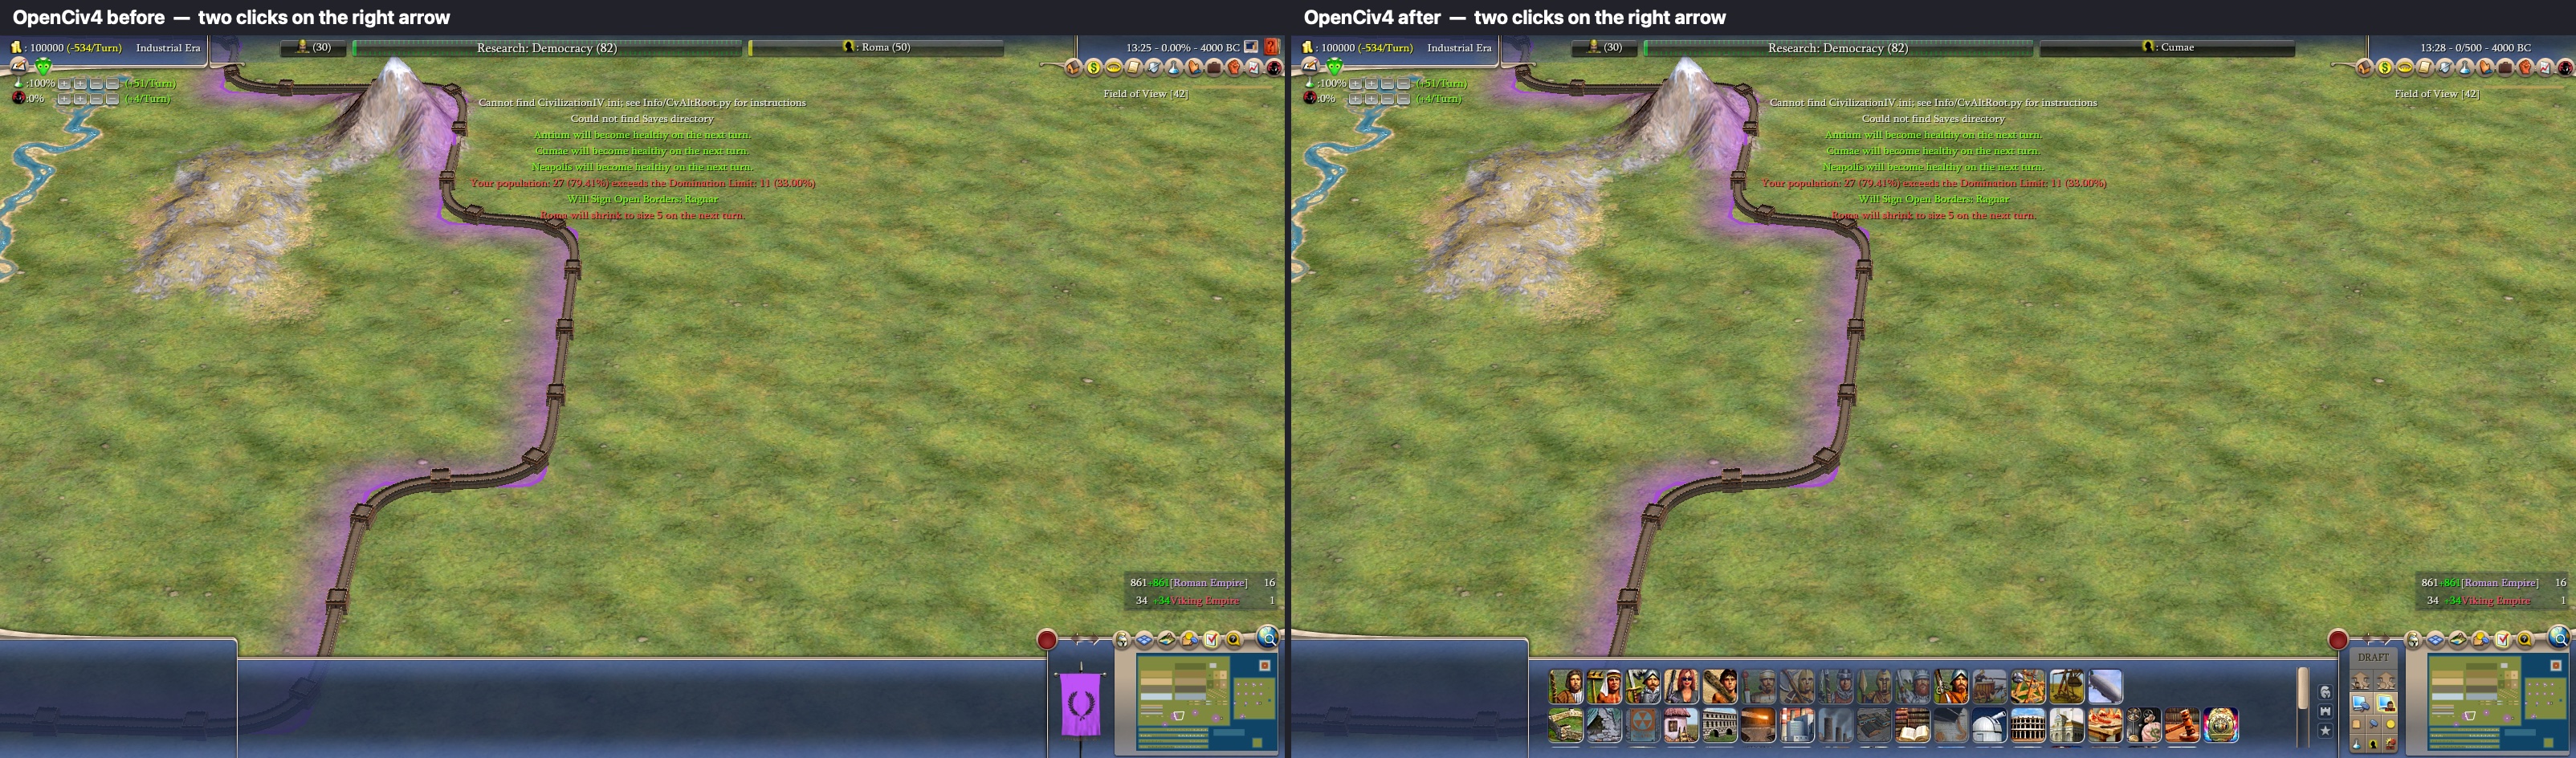 OpenCiv4 before — two clicks on the right arrow
: 100000 (-534/Turn) Industrial Era
(30)
Research: Democracy (82)
: Roma (50)
13:25 - 0.00% - 4000 BC
:100% (+51/Turn)
:0% (+4/Turn)
Field of View [42]
Cannot find CivilizationIV ini; see Info/CvAltRoot.py for instructions
Could not find Saves directory
Antium will become healthy on the next turn.
Cumae will become healthy on the next turn.
Neapolis will become healthy on the next turn.
Your population: 27 (79.41%) exceeds the Domination Limit: 11 (33.00%)
Will Sign Open Borders: Ragnar
Roma will shrink to size 5 on the next turn.
861+861[Roman Empire] 16
34 +34Viking Empire 1
OpenCiv4 after — two clicks on the right arrow
: 100000 (-534/Turn) Industrial Era
(30)
Research: Democracy (82)
: Cumae
13:28 - 0/500 - 4000 BC
:100% (+51/Turn)
:0% (+4/Turn)
Field of View [42]
Cannot find CivilizationIV ini; see Info/CvAltRoot.py for instructions
Could not find Saves directory
Antium will become healthy on the next turn.
Cumae will become healthy on the next turn.
Neapolis will become healthy on the next turn.
Your population: 27 (79.41%) exceeds the Domination Limit: 11 (33.00%)
Will Sign Open Borders: Ragnar
Roma will shrink to size 5 on the next turn.
861+861[Roman Empire] 16
34 +34Viking Empire 1
DRAFT